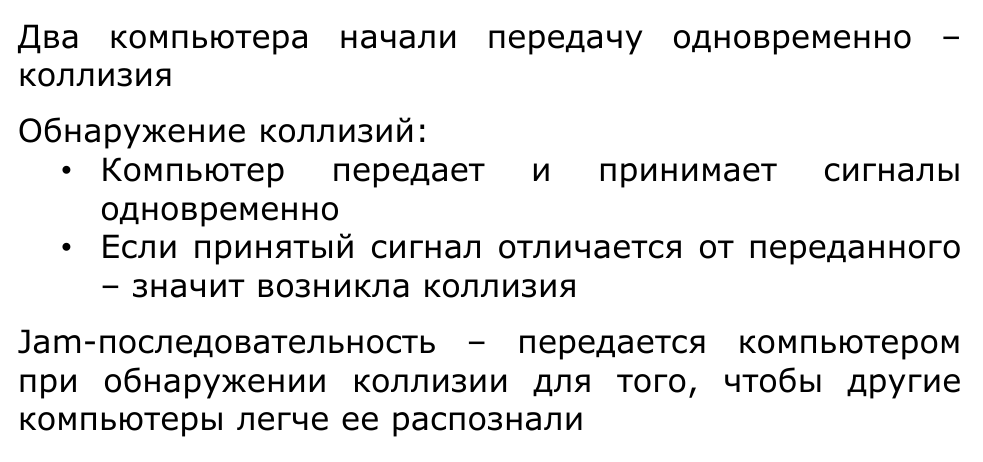 Два компьютера начали передачу одновременно –
коллизия
Обнаружение коллизий:
• Компьютер передает и принимает сигналы
одновременно
• Если принятый сигнал отличается от переданного
– значит возникла коллизия
Jam-последовательность – передается компьютером
при обнаружении коллизии для того, чтобы другие
компьютеры легче ее распознали